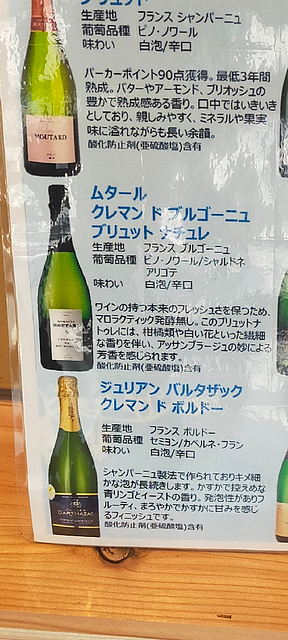 ブリュット
生産地 フランス シャンパーニュ
葡萄品種 ピノ・ノワール
味わい 白泡/辛口
パーカーポイント90点獲得。最低3年間
熟成。バターやアーモンド、ブリオッシュの
豊かで熟成感ある香り。口中ではいきいき
としており、親しみやすく、ミネラルや果実
味に溢れながらも長い余韻。
酸化防止剤(亜硫酸塩)含有
MOUTARD
ムタール
クレマン ド ブルゴーニュ
ブリュット ナチュレ
生産地 フランス ブルゴーニュ
葡萄品種 ピノ・ノワール/シャルドネ
アリゴテ
味わい 白泡/辛口
ワインの持つ本来のフレッシュさを保つため、
マロラクティック発酵無し。このブリュットナ
トゥレには、柑橘類や白い花といった繊細
な香りを伴い、アッサンブラージュの妙による
芳香を感じられます。
酸化防止剤(亜硫酸塩)含有
MOUTARD
ジュリアン バルタザック
クレマン ド ボルドー
生産地 フランス ボルドー
葡萄品種 セミヨン/カベルネ・フラン
味わい 白泡/辛口
シャンパーニュ製法で作られておりキメ細
かな泡が長続きします。かすかで控えめな
青リンゴとイーストの香り。発泡性がありフ
ルーティ、まろやかでかすかに甘みを感じ
るフィニッシュです。
酸化防止剤(亜硫酸塩)含有